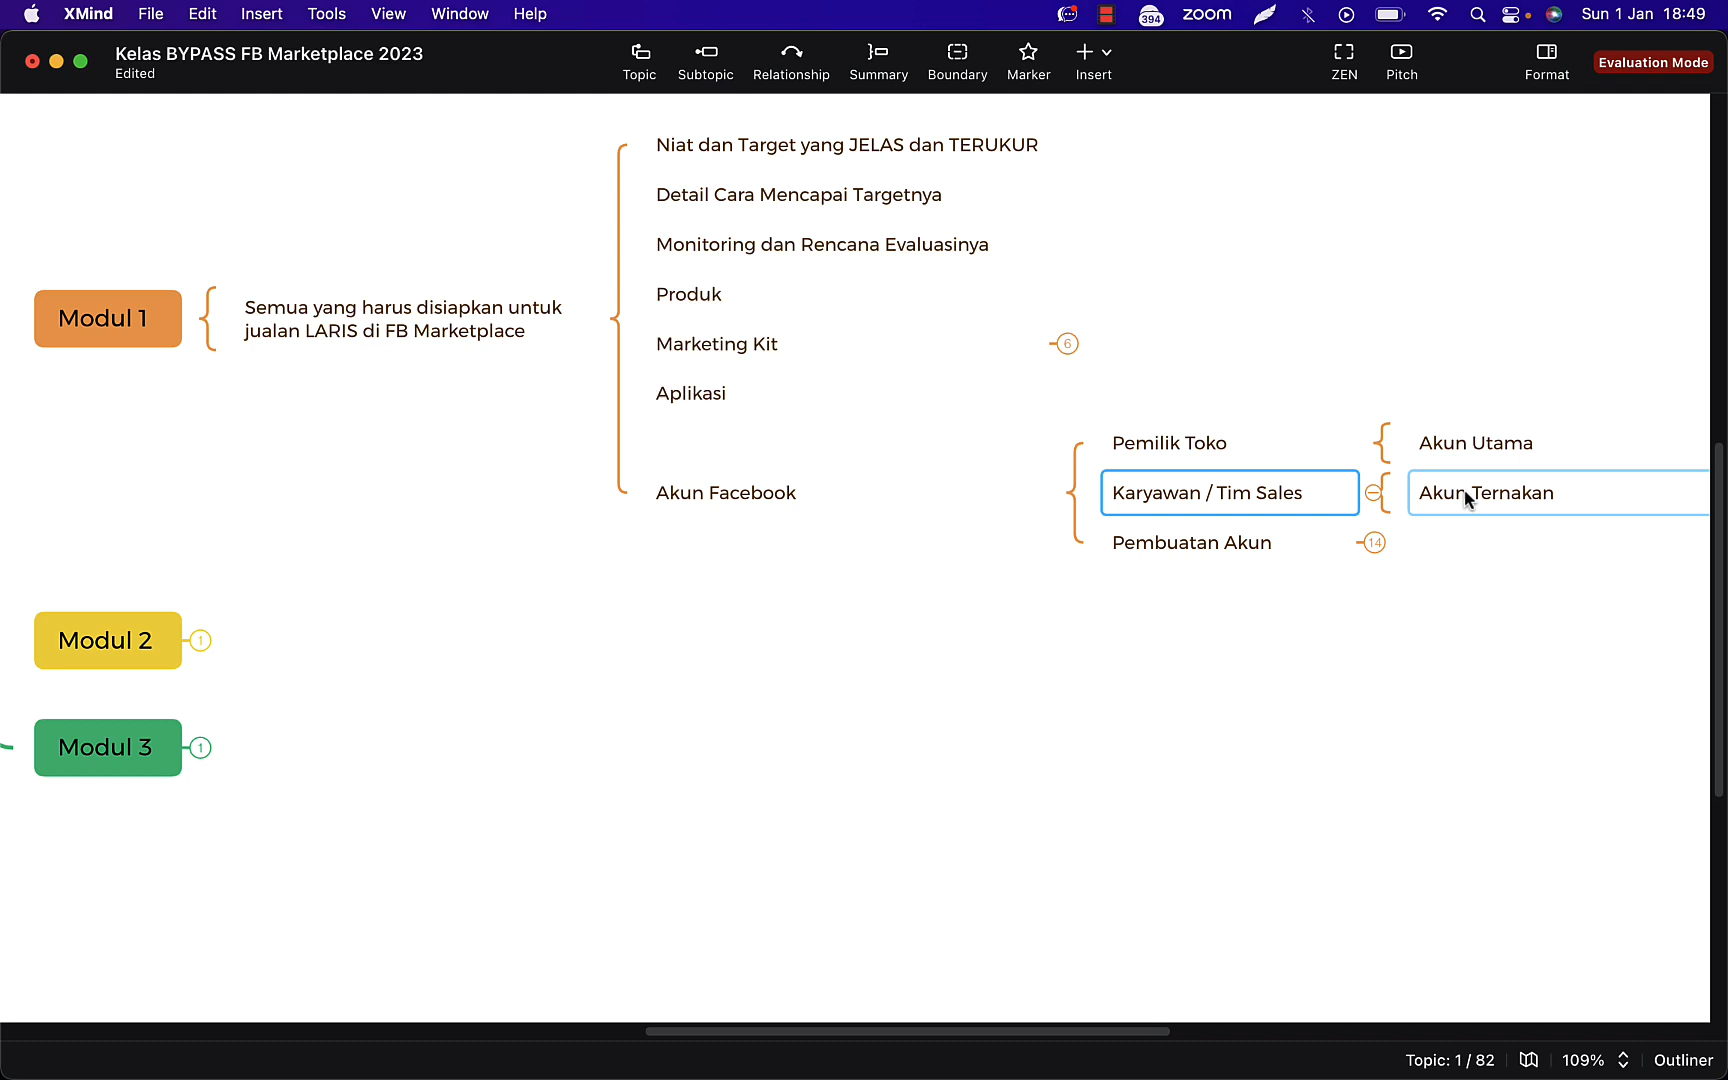 XMind File Edit Insert Tools View Window Help
394 zoom Sun 1 Jan 18:49
Kelas BYPASS FB Marketplace 2023
Edited
Topic Subtopic Relationship Summary Boundary Marker Insert ZEN Pitch Format Evaluation Mode
Niat dan Target yang JELAS dan TERUKUR
Detail Cara Mencapai Targetnya
Monitoring dan Rencana Evaluasinya
Produk
Modul 1
Semua yang harus disiapkan untuk
jualan LARIS di FB Marketplace
Marketing Kit 6
Aplikasi
Pemilik Toko Akun Utama
Akun Facebook Karyawan / Tim Sales Akun Ternakan
Pembuatan Akun 14
Modul 2 1
Modul 3 1
Topic: 1 / 82 109% Outliner